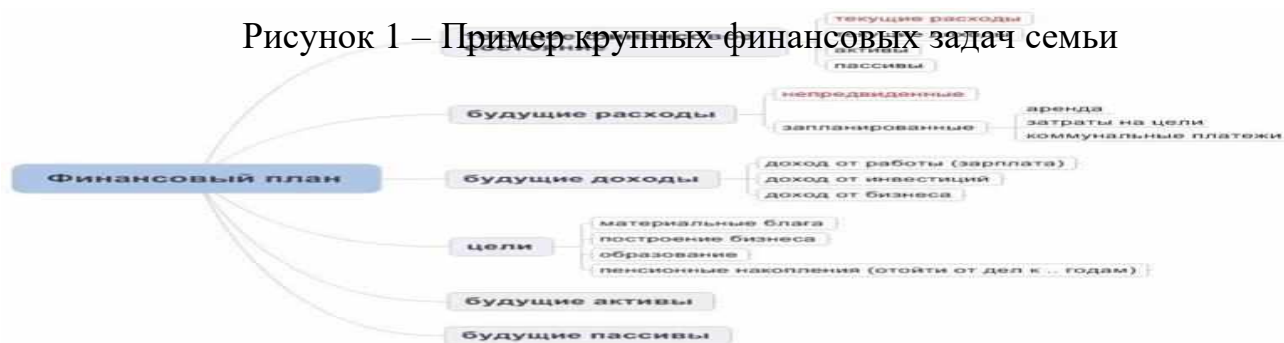 текущие расходы
Рисунок 1 – Пример крупных финансовых задач семьи
активы
пассивы
непредвиденные
будущие расходы
аренда
запланированные
затраты на цели
коммунальные платежи
доход от работы (зарплата)
Финансовый план
будущие доходы
доход от инвестиций
доход от бизнеса
материальные блага
цели
построение бизнеса
образование
пенсионные накопления (отойти от дел к .. годам)
будущие активы
будущие пассивы